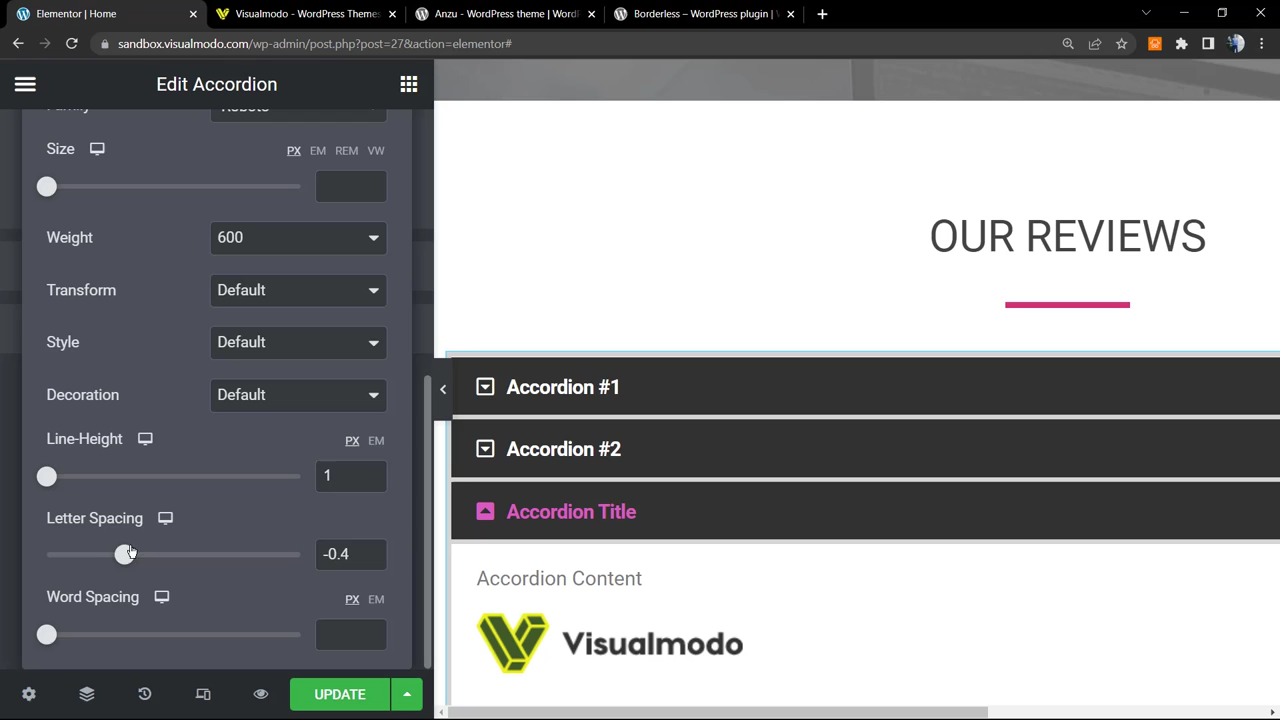 Elementor | Home
Visualmodo - WordPress Themes
Anzu - WordPress theme | Word
Borderless – WordPress plugin |
sandbox.visualmodo.com/wp-admin/post.php?post=27&action=elementor#
Edit Accordion
Size
PX EM REM VW
Weight
600
Transform
Default
Style
Default
Decoration
Default
Line-Height
PX EM
1
Letter Spacing
-0.4
Word Spacing
PX EM
UPDATE
OUR REVIEWS
Accordion #1
Accordion #2
Accordion Title
Accordion Content
Visualmodo